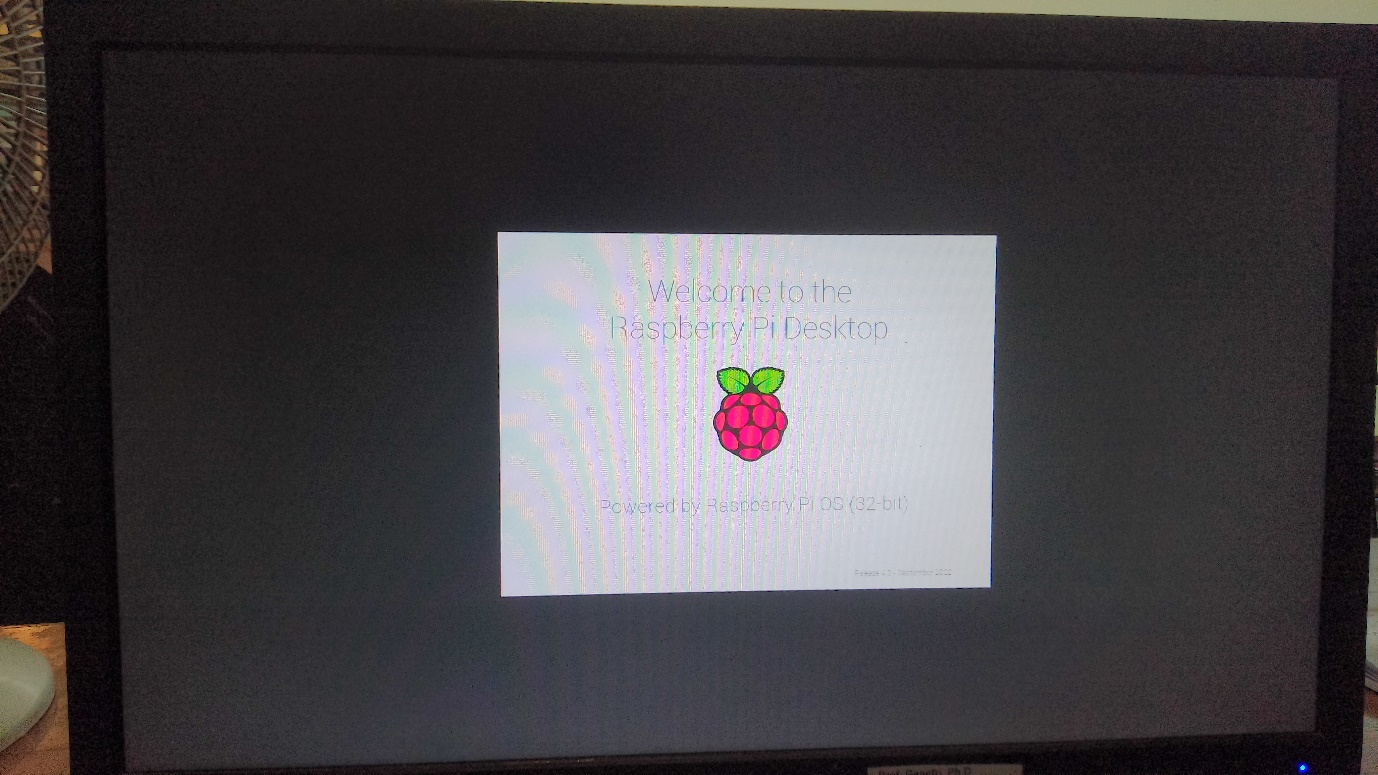 Welcome to the
Raspberry Pi Desktop
Powered by Raspberry Pi OS (32-bit)